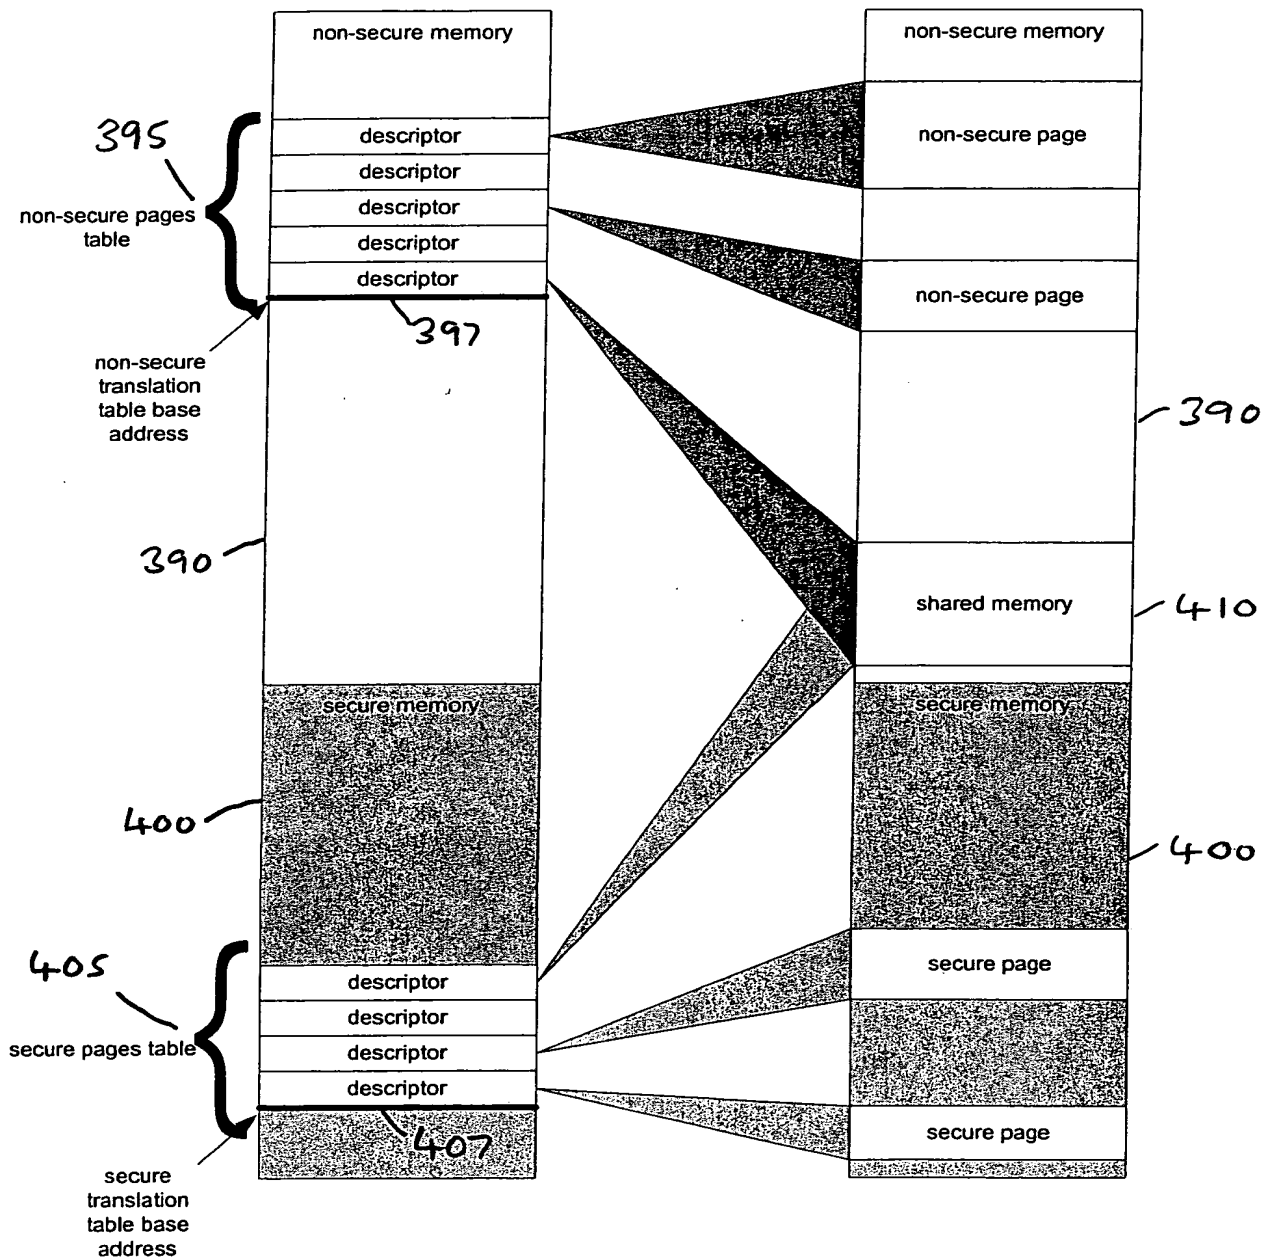 non-secure memory
non-secure memory
395
descriptor
non-secure page
descriptor
non-secure pages
table
descriptor
descriptor
descriptor
non-secure page
397
non-secure
translation
table base
address
390
390
shared memory
410
secure memory
secure memory
400
400
405
descriptor
secure page
descriptor
secure pages table
descriptor
descriptor
secure page
407
secure
translation
table base
address